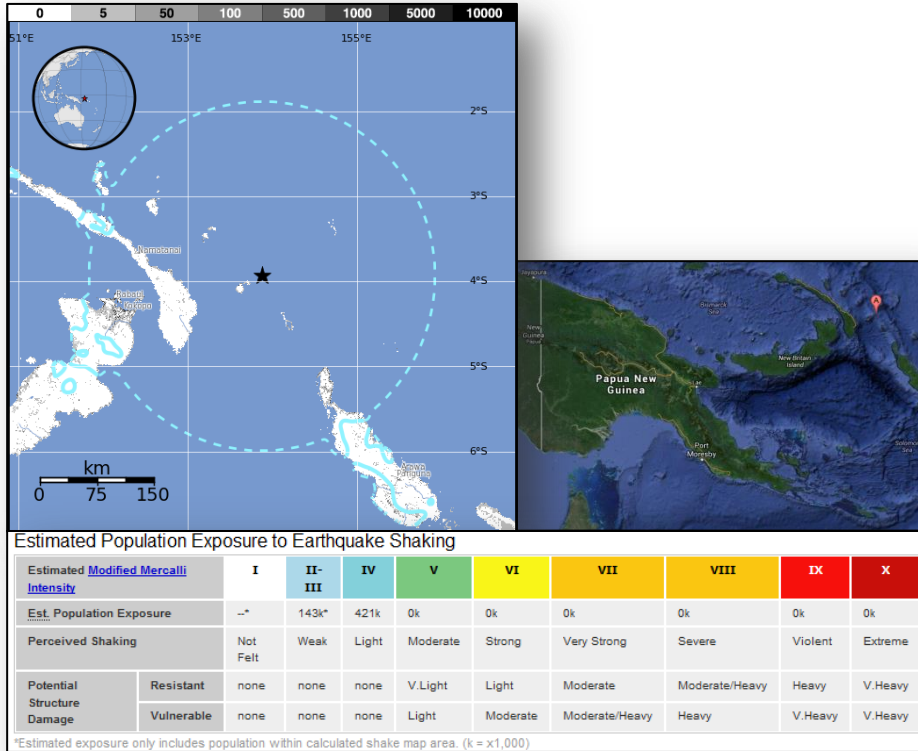 0 5 50 100 500 1000 5000 10000
51°E 153°E 155°E
2°S
3°S
Namatanai
4°S
Rabaul
Kokopo
5°S
6°S
Arawa
Panguna
km
0 75 150
Jayapura
Bismarck
Sea
A
New
Guinea
New Britain
Island
Papua New
Guinea
Lae
Solomon
Sea
Port
Moresby
Estimated Population Exposure to Earthquake Shaking
Estimated Modified Mercalli Intensity I II-III IV V VI VII VIII IX X
Est. Population Exposure --* 143k* 421k 0k 0k 0k 0k 0k 0k
Perceived Shaking Not Felt Weak Light Moderate Strong Very Strong Severe Violent Extreme
Potential Structure Damage Resistant none none none V.Light Light Moderate Moderate/Heavy Heavy V.Heavy
Vulnerable none none none Light Moderate Moderate/Heavy Heavy V.Heavy V.Heavy
*Estimated exposure only includes population within calculated shake map area. (k = x1,000)